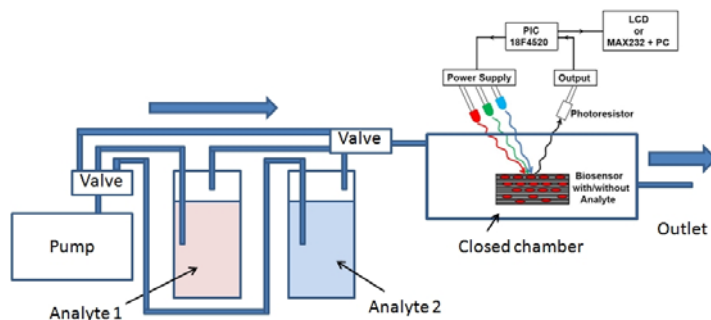 PIC
18F4520
LCD
or
MAX232 + PC
Power Supply
Output
Photoresistor
Valve
Valve
Biosensor
with/without
Analyte
Pump
Closed chamber
Outlet
Analyte 1
Analyte 2